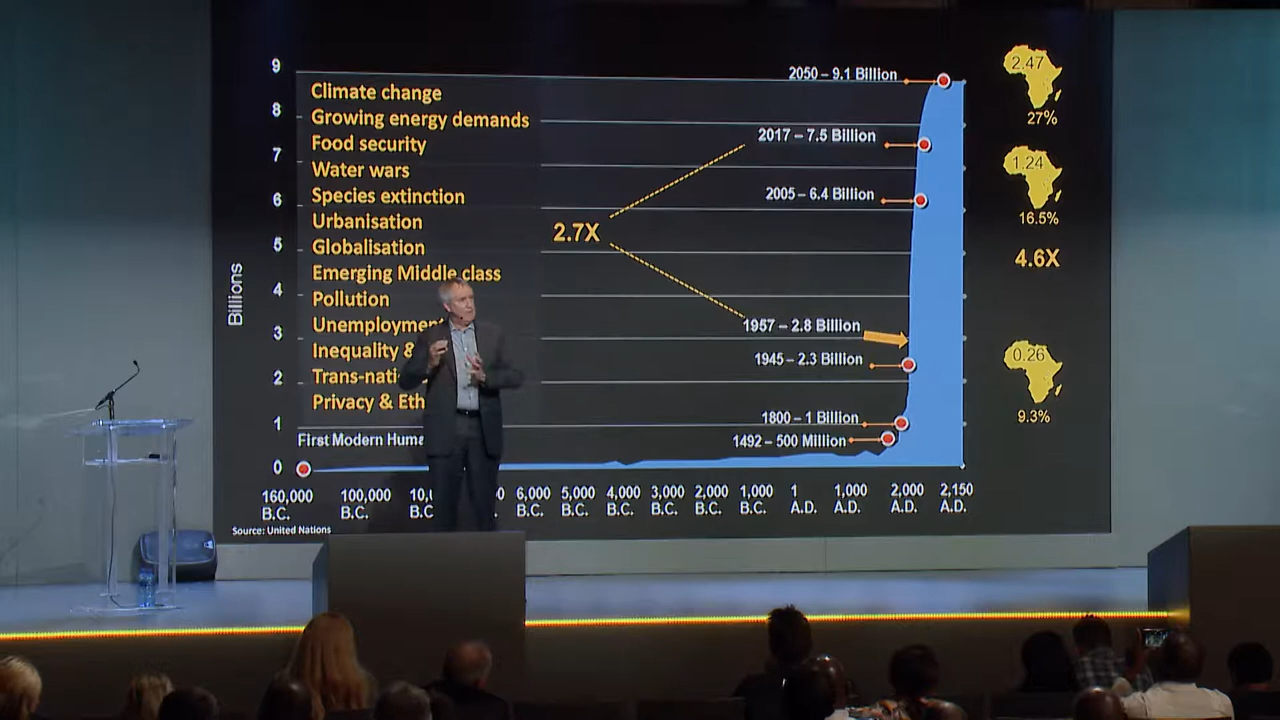 9
8
7
6
5
4
3
2
1
0
Billions
Climate change
Growing energy demands
Food security
Water wars
Species extinction
Urbanisation
Globalisation
Emerging Middle class
Pollution
Inequality &
Privacy &
First Modern
2.7X
2050 – 9.1 Billion
2017 – 7.5 Billion
2005 – 6.4 Billion
1957 – 2.8 Billion
1945 – 2.3 Billion
1800 – 1 Billion
1492 – 500 Million
2.47
27%
1.24
16.5%
4.6X
0.26
9.3%
160,000 B.C.
100,000 B.C.
6,000 B.C.
5,000 B.C.
4,000 B.C.
3,000 B.C.
2,000 B.C.
1,000 B.C.
1 A.D.
1,000 A.D.
2,000 A.D.
2,150 A.D.
Source: United Nations